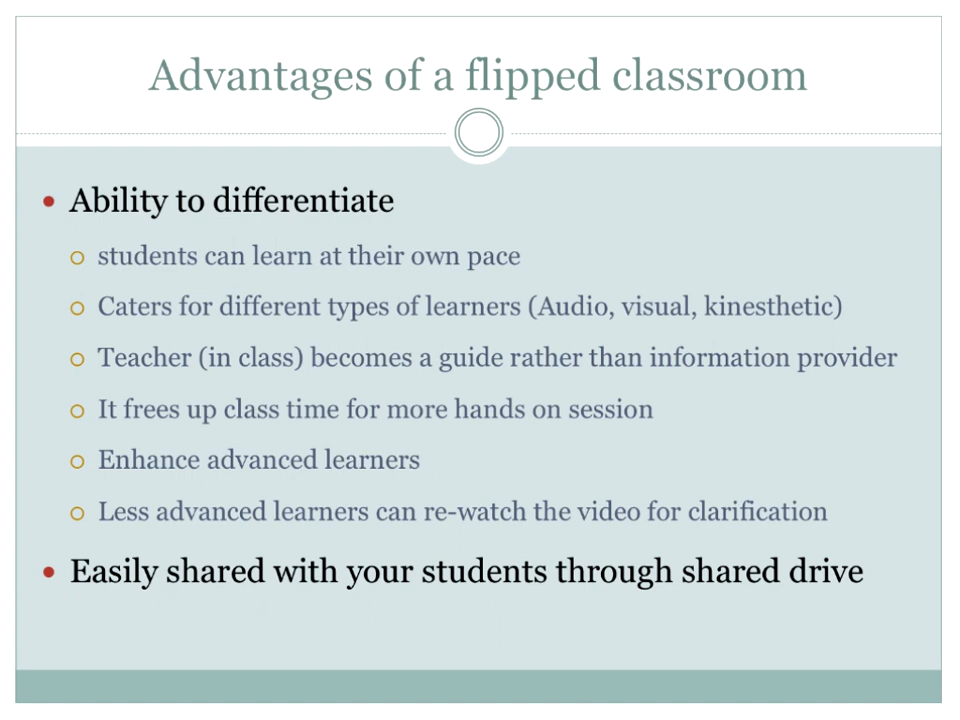 Advantages of a flipped classroom
Ability to differentiate
students can learn at their own pace
Caters for different types of learners (Audio, visual, kinesthetic)
Teacher (in class) becomes a guide rather than information provider
It frees up class time for more hands on session
Enhance advanced learners
Less advanced learners can re-watch the video for clarification
Easily shared with your students through shared drive